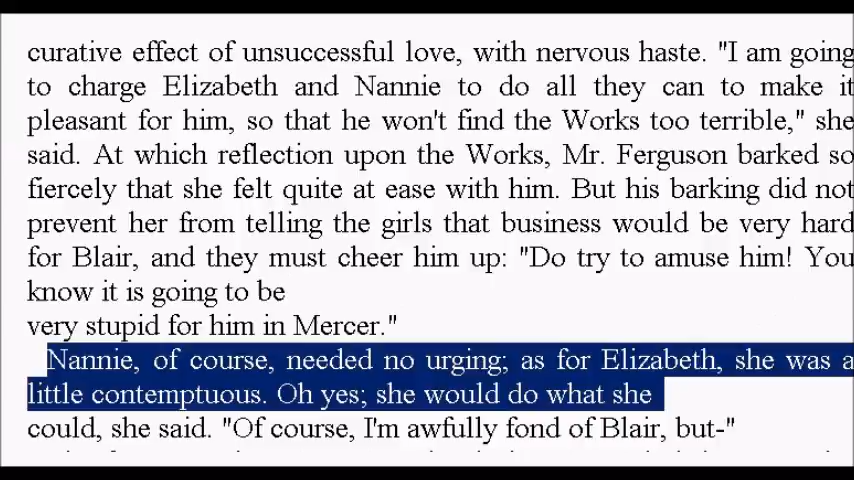 curative effect of unsuccessful love, with nervous haste. "I am going
to charge Elizabeth and Nannie to do all they can to make it
pleasant for him, so that he won't find the Works too terrible," she
said. At which reflection upon the Works, Mr. Ferguson barked so
fiercely that she felt quite at ease with him. But his barking did not
prevent her from telling the girls that business would be very hard
for Blair, and they must cheer him up: "Do try to amuse him! You
know it is going to be
very stupid for him in Mercer."
Nannie, of course, needed no urging; as for Elizabeth, she was a
little contemptuous. Oh yes; she would do what she
could, she said. "Of course, I'm awfully fond of Blair, but-"